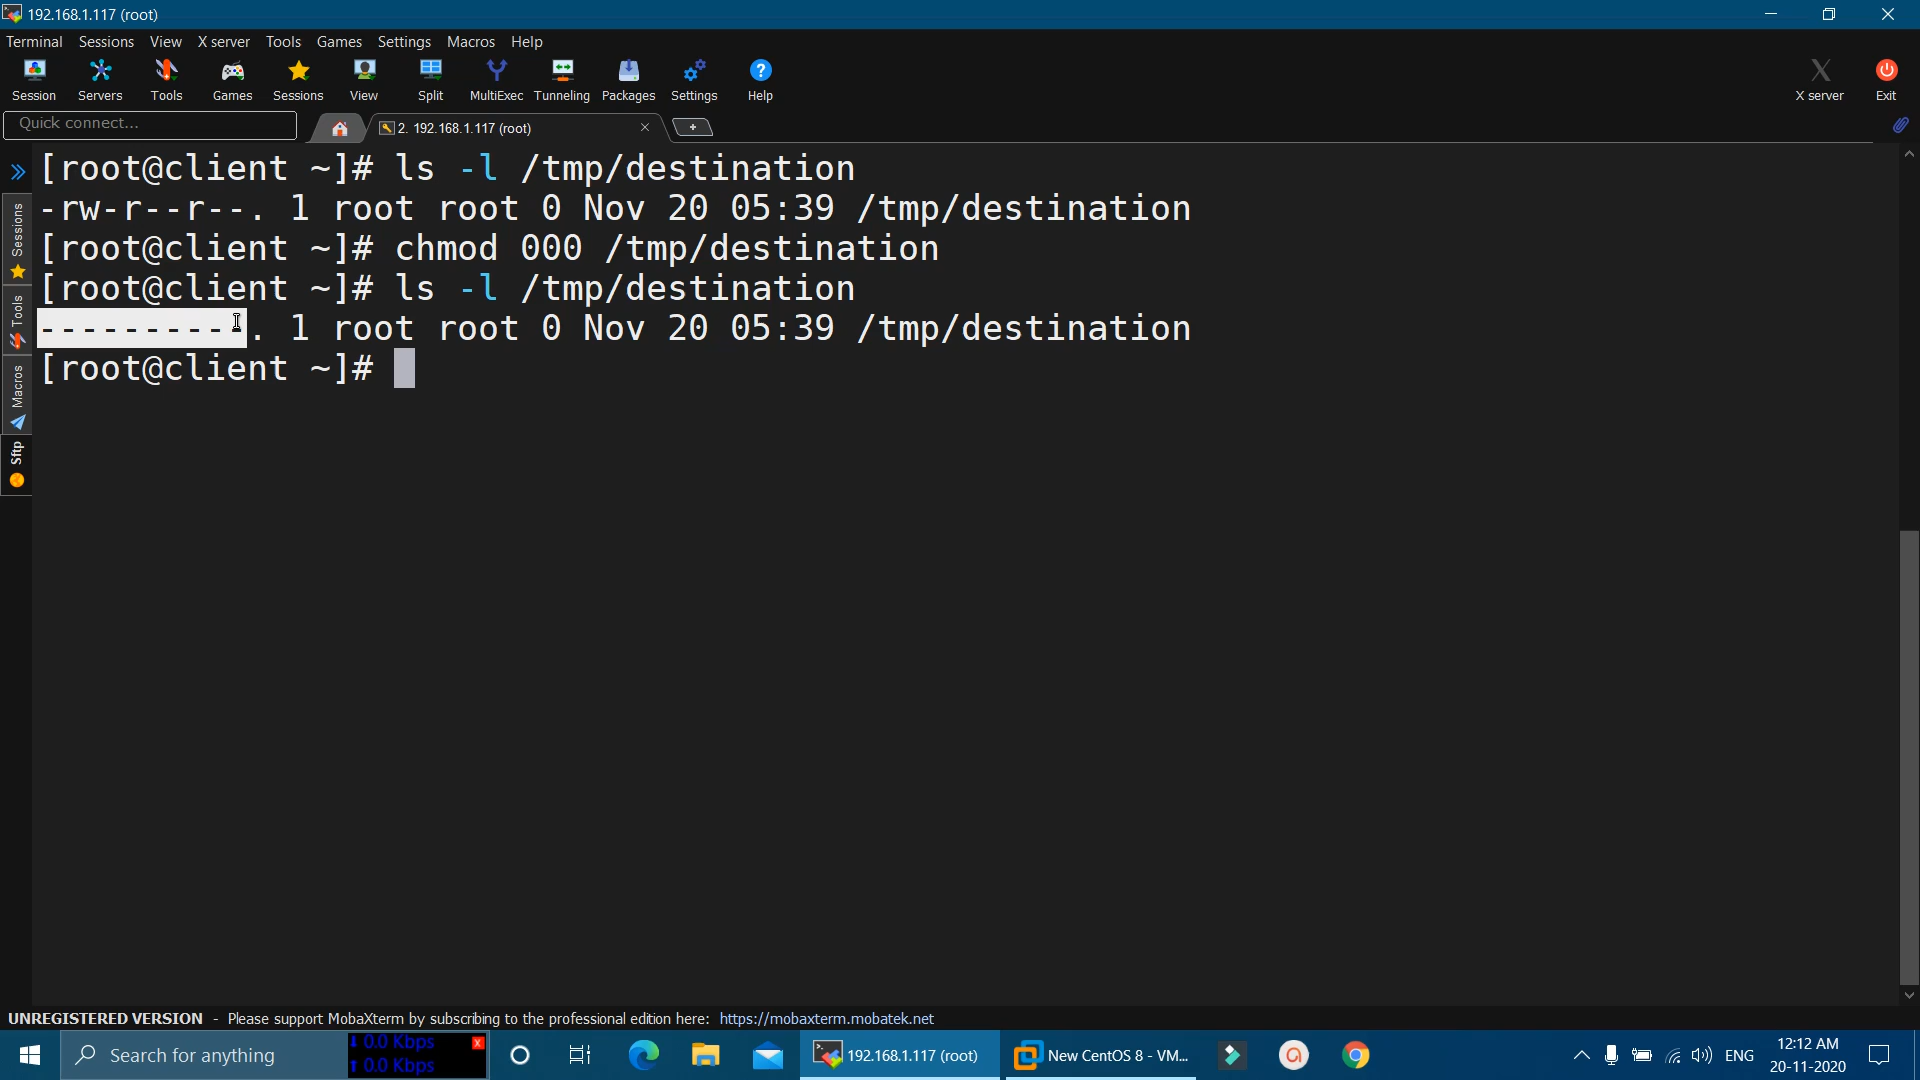 192.168.1.117 (root)
Terminal Sessions View X server Tools Games Settings Macros Help
Session Servers Tools Games Sessions View Split MultiExec Tunneling Packages Settings Help X server Exit
Quick connect...
2. 192.168.1.117 (root)
[root@client ~]# ls -l /tmp/destination
-rw-r--r--. 1 root root 0 Nov 20 05:39 /tmp/destination
[root@client ~]# chmod 000 /tmp/destination
[root@client ~]# ls -l /tmp/destination
----------. 1 root root 0 Nov 20 05:39 /tmp/destination
[root@client ~]#
Sessions
Tools
Macros
Sftp
UNREGISTERED VERSION - Please support MobaXterm by subscribing to the professional edition here: https://mobaxterm.mobatek.net
Search for anything
0.0 Kbps
0.0 Kbps
192.168.1.117 (root)
New CentOS 8 - VM...
ENG
12:12 AM
20-11-2020